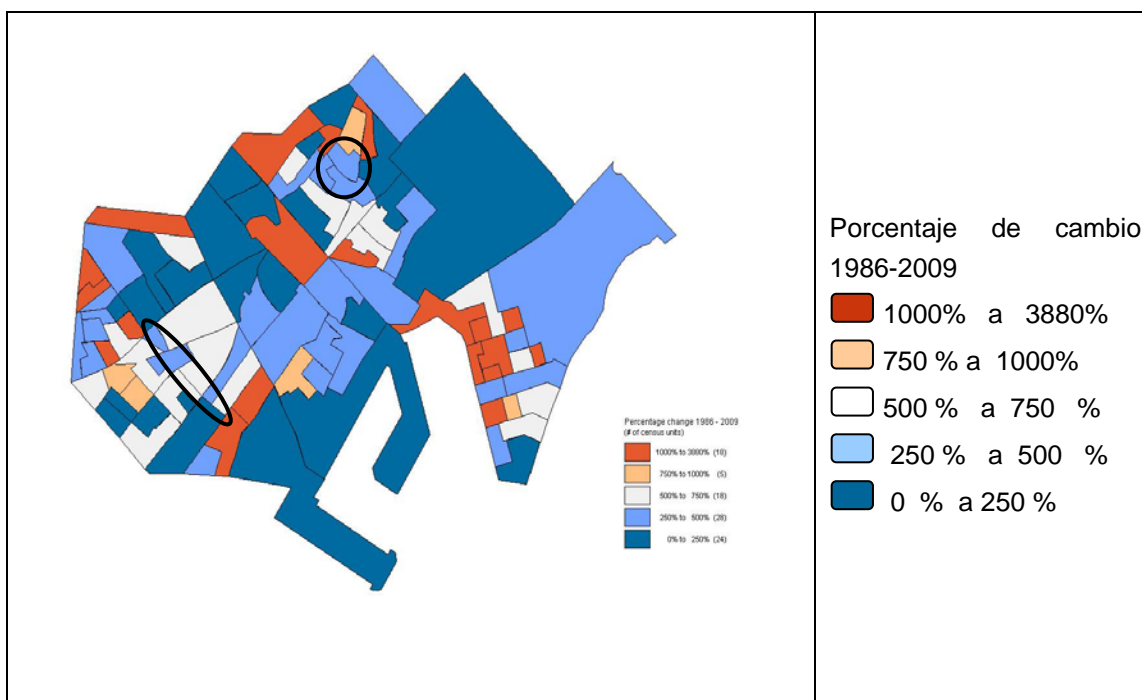 Percentage change 1986 - 2009
(# of census units)
1000% to 3880% (10)
750% to 1000% (5)
500% to 750% (18)
250% to 500% (28)
0% to 250% (24)
Porcentaje de cambio
1986-2009
1000% a 3880%
750 % a 1000%
500 % a 750 %
250 % a 500 %
0 % a 250 %